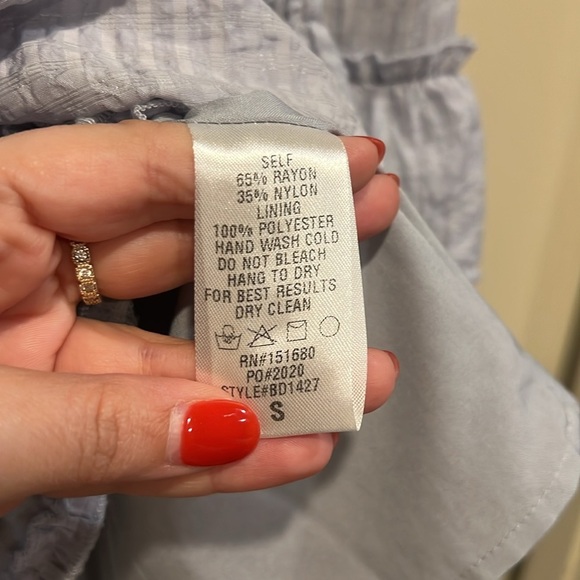 SELF
65% RAYON
35% NYLON
LINING
100% POLYESTER
HAND WASH COLD
DO NOT BLEACH
HANG TO DRY
FOR BEST RESULTS
DRY CLEAN
RN#151680
PO#2020
STYLE#BD1427
S